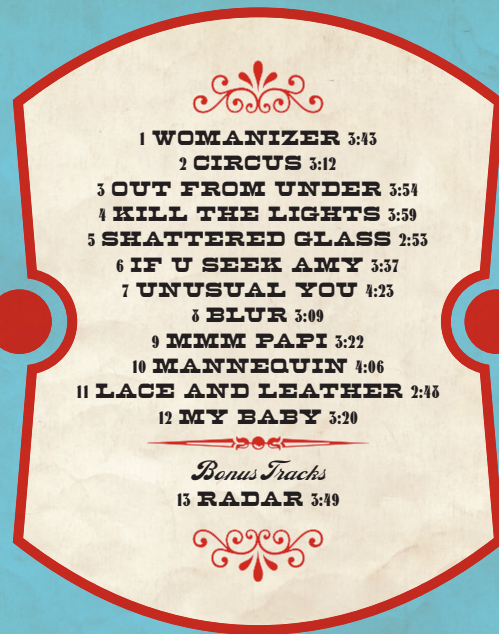 1 WOMANIZER 3:43
2 CIRCUS 3:12
3 OUT FROM UNDER 3:54
4 KILL THE LIGHTS 3:59
5 SHATTERED GLASS 2:53
6 IF U SEEK AMY 3:37
7 UNUSUAL YOU 4:23
8 BLUR 3:09
9 MMM PAPI 3:22
10 MANNEQUIN 4:06
11 LACE AND LEATHER 2:48
12 MY BABY 3:20
Bonus Tracks
13 RADAR 3:49